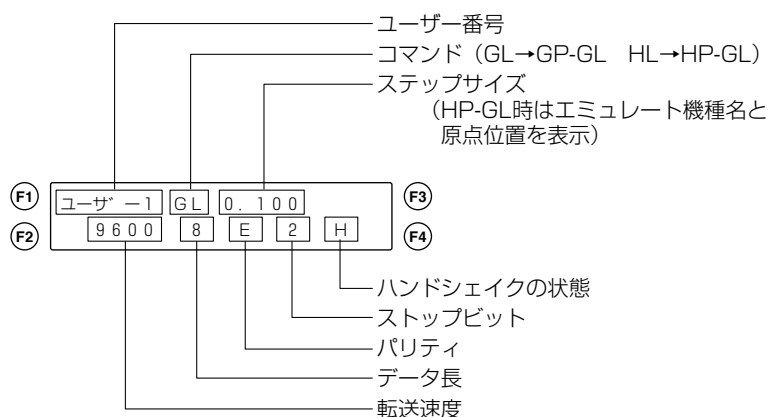 ユーザー番号
コマンド（GL→GP-GL　HL→HP-GL）
ステップサイズ
（HP-GL時はエミュレート機種名と
原点位置を表示）
F1 ユーザ゛ー1 GL 0.100 F3
F2 9600 8 E 2 H F4
ハンドシェイクの状態
ストップビット
パリティ
データ長
転送速度